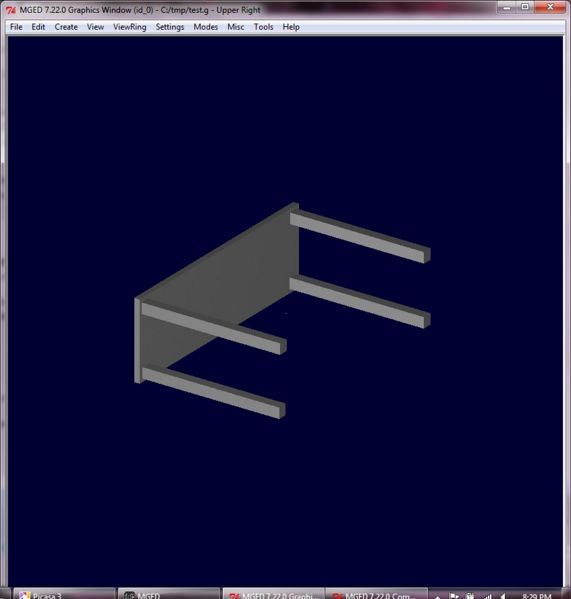 MGED 7.22.0 Graphics Window (id_0) - C:/tmp/test.g - Upper Right
File Edit Create View ViewRing Settings Modes Misc Tools Help
Picasa 3 MGED MGED 7.22.0 Graphi... MGED 7.22.0 Com... 8:29 PM